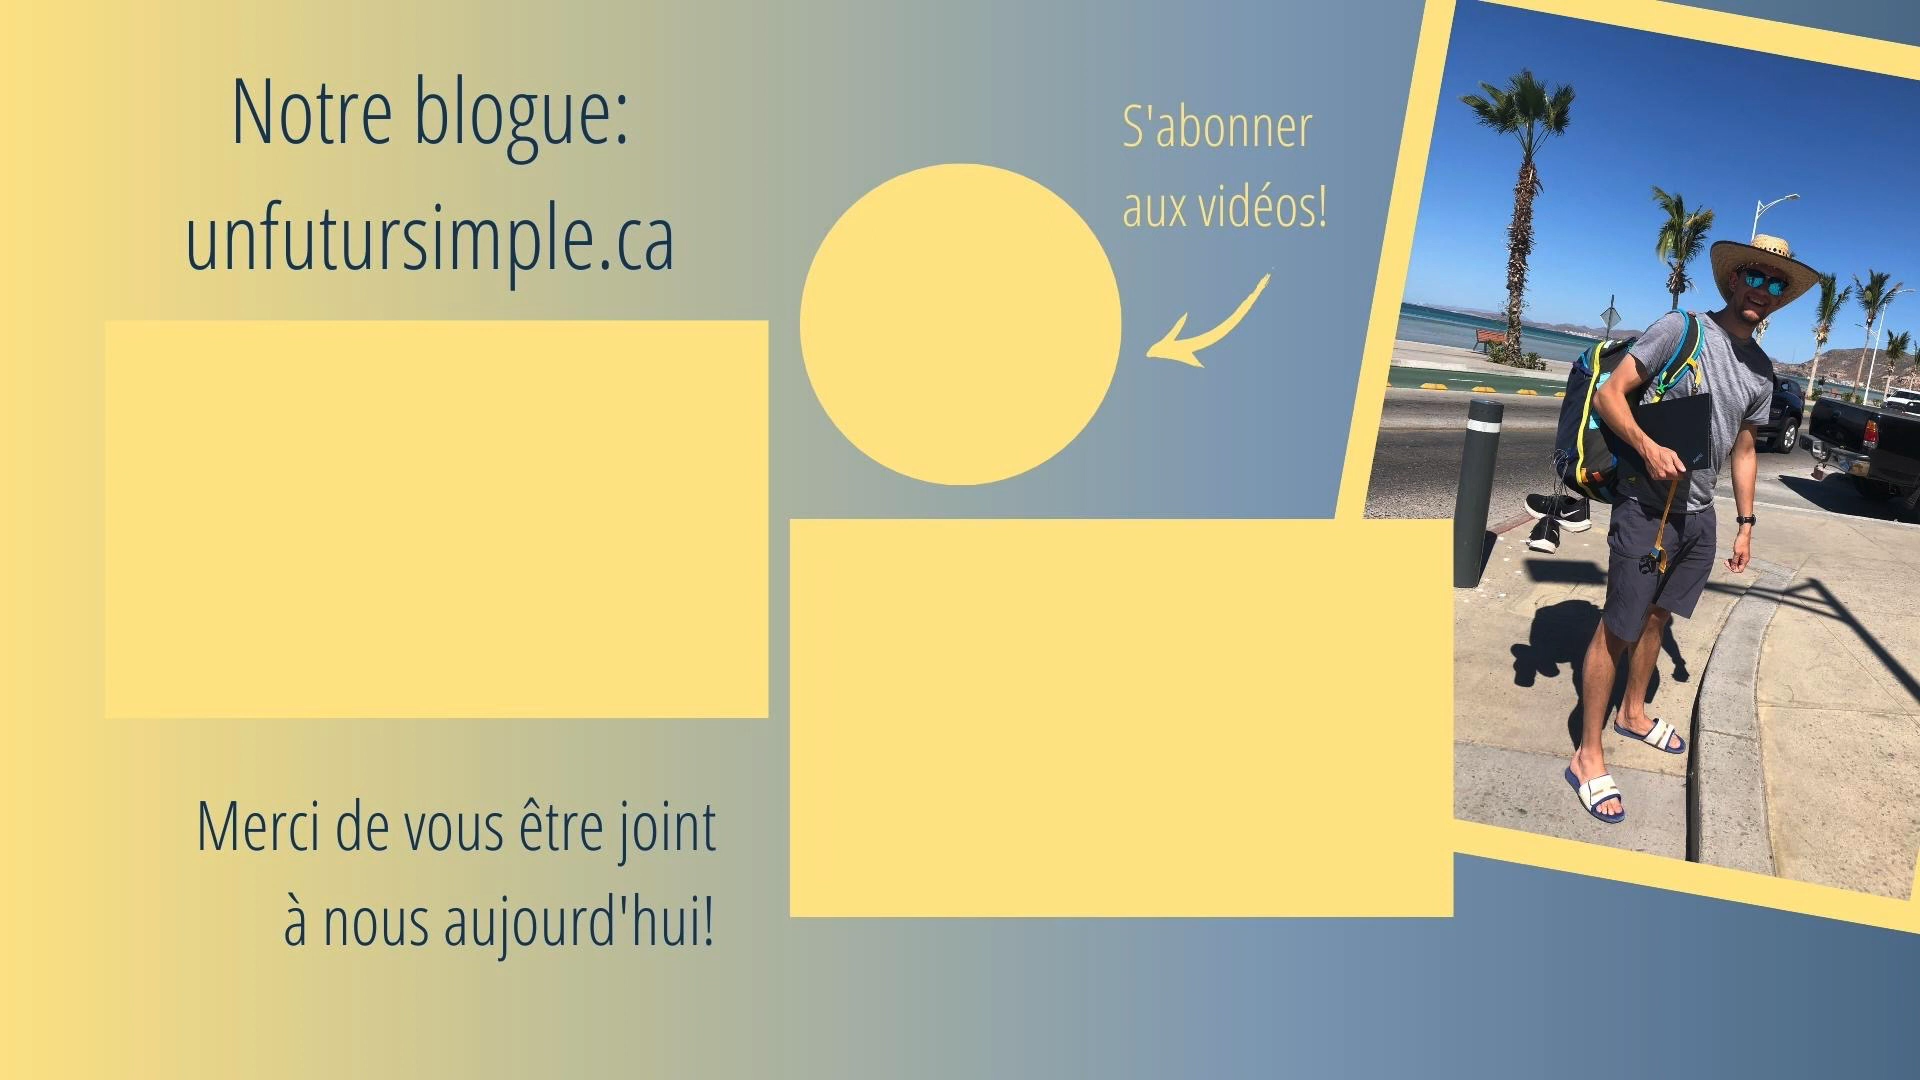 Notre blogue:
unfutursimple.ca
S'abonner
aux vidéos!
Merci de vous être joint
à nous aujourd'hui!